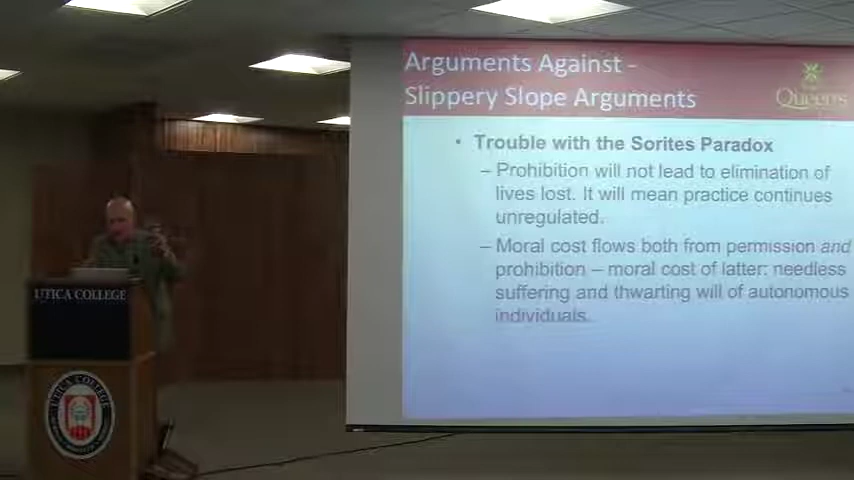 Arguments Against -
Slippery Slope Arguments
Queen's
• Trouble with the Sorites Paradox
– Prohibition will not lead to elimination of
lives lost. It will mean practice continues
unregulated.
– Moral cost flows both from permission and
prohibition – moral cost of latter: needless
suffering and thwarting will of autonomous
individuals.
UTICA COLLEGE
UTICA COLLEGE